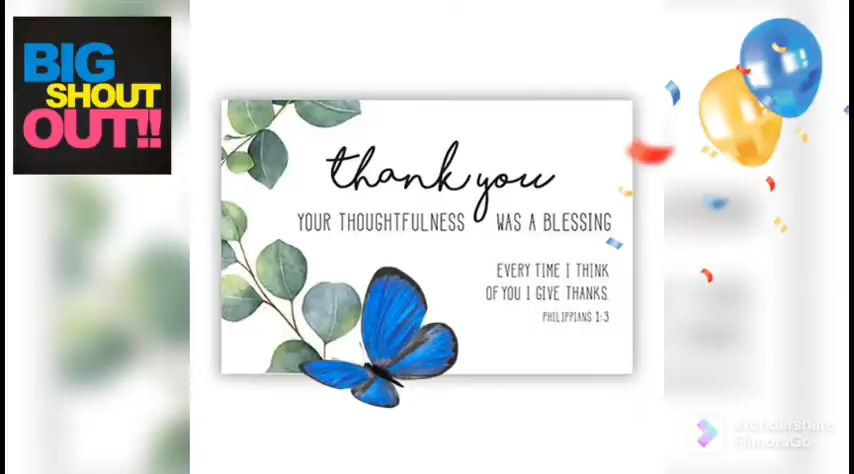 BIG
SHOUT
OUT!!
thank you
YOUR THOUGHTFULNESS WAS A BLESSING
EVERY TIME I THINK
OF YOU I GIVE THANKS.
PHILIPPIANS 1:3
Wondershare
FilmoraGo